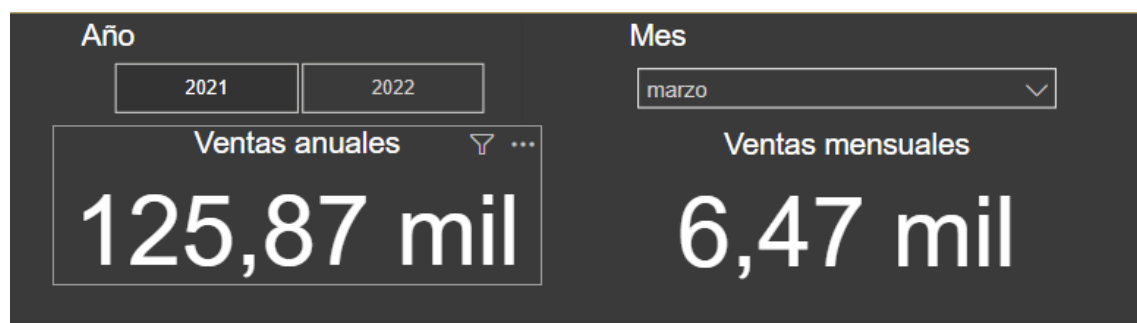 Año
Mes
2021
2022
marzo
Ventas anuales
Ventas mensuales
125,87 mil
6,47 mil